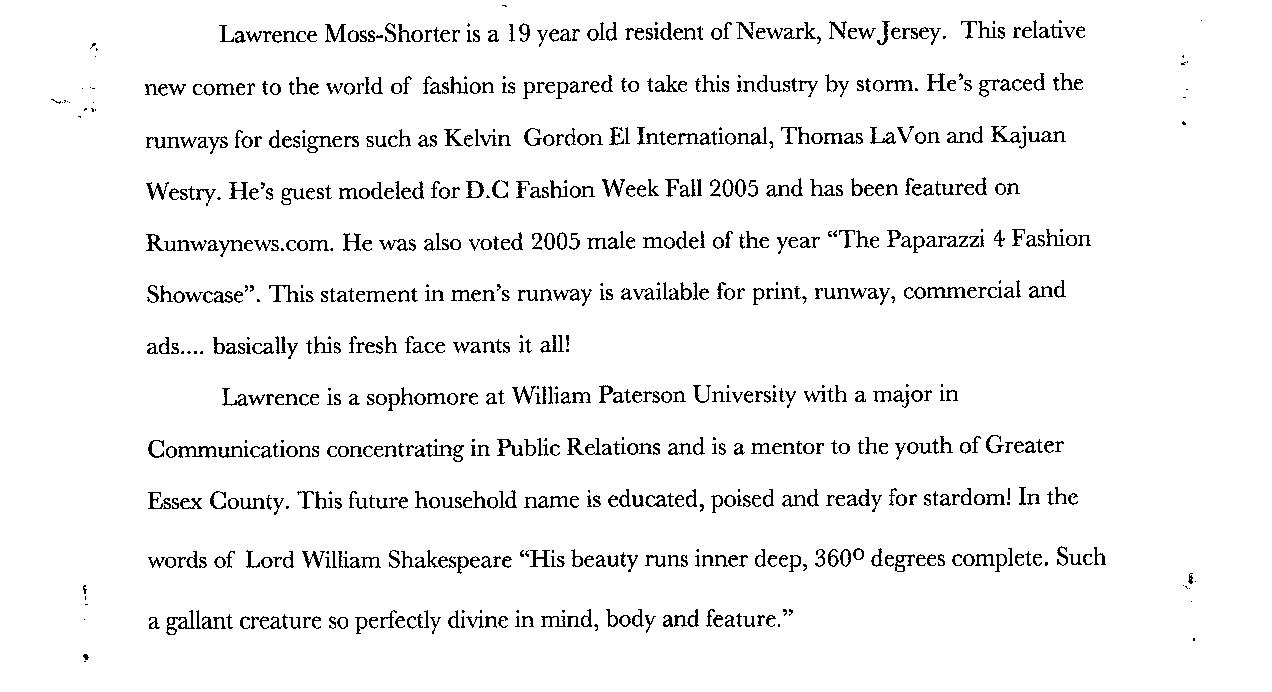 Lawrence Moss-Shorter is a 19 year old resident of Newark, New Jersey. This relative
new comer to the world of fashion is prepared to take this industry by storm. He's graced the
runways for designers such as Kelvin Gordon El International, Thomas LaVon and Kajuan
Westry. He's guest modeled for D.C Fashion Week Fall 2005 and has been featured on
Runwaynews.com. He was also voted 2005 male model of the year “The Paparazzi 4 Fashion
Showcase”. This statement in men's runway is available for print, runway, commercial and
ads.... basically this fresh face wants it all!
Lawrence is a sophomore at William Paterson University with a major in
Communications concentrating in Public Relations and is a mentor to the youth of Greater
Essex County. This future household name is educated, poised and ready for stardom! In the
words of Lord William Shakespeare “His beauty runs inner deep, 360º degrees complete. Such
a gallant creature so perfectly divine in mind, body and feature.”